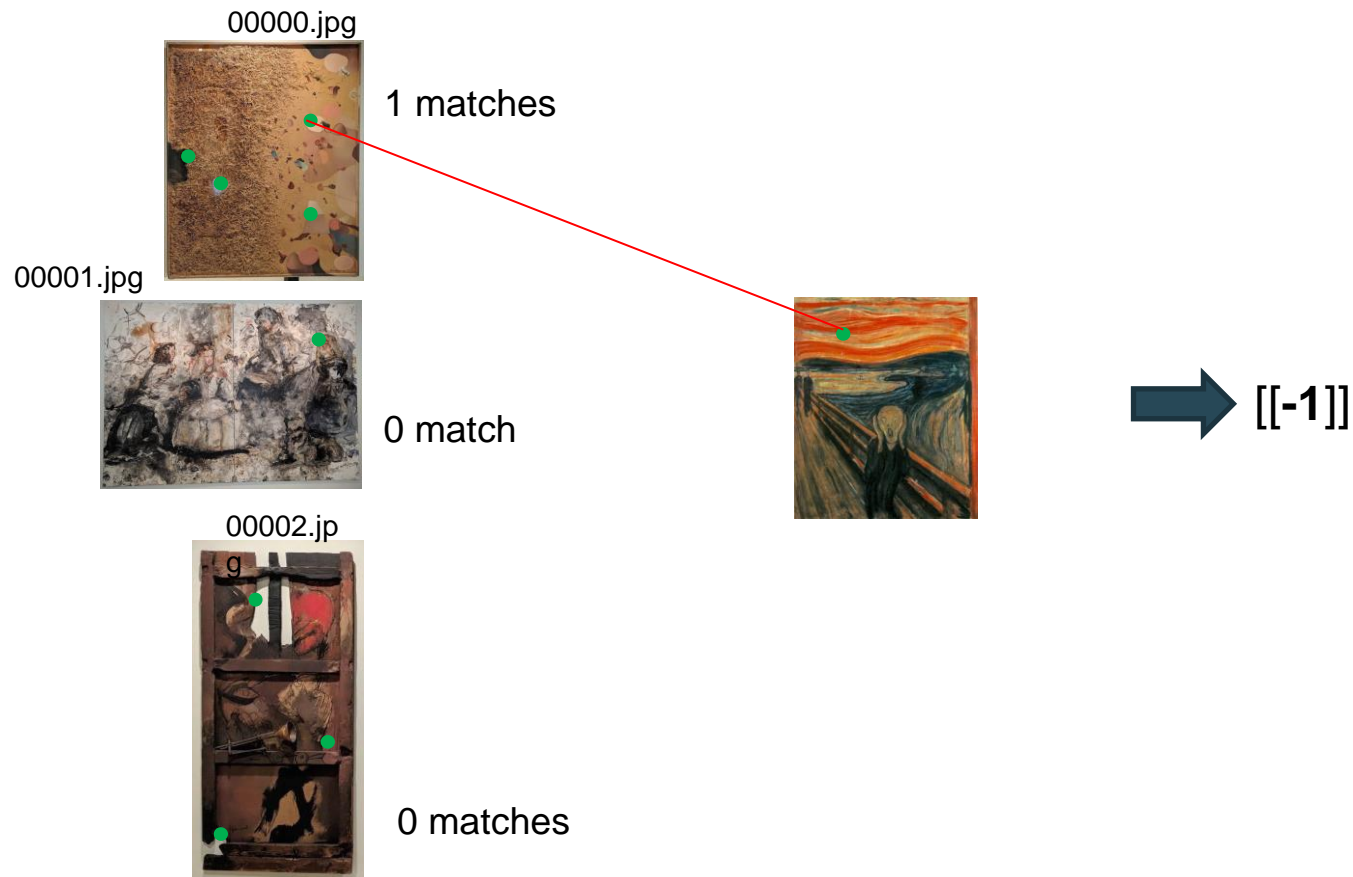 00000.jpg
1 matches
00001.jpg
0 match
[[-1]]
00002.jp
g
0 matches